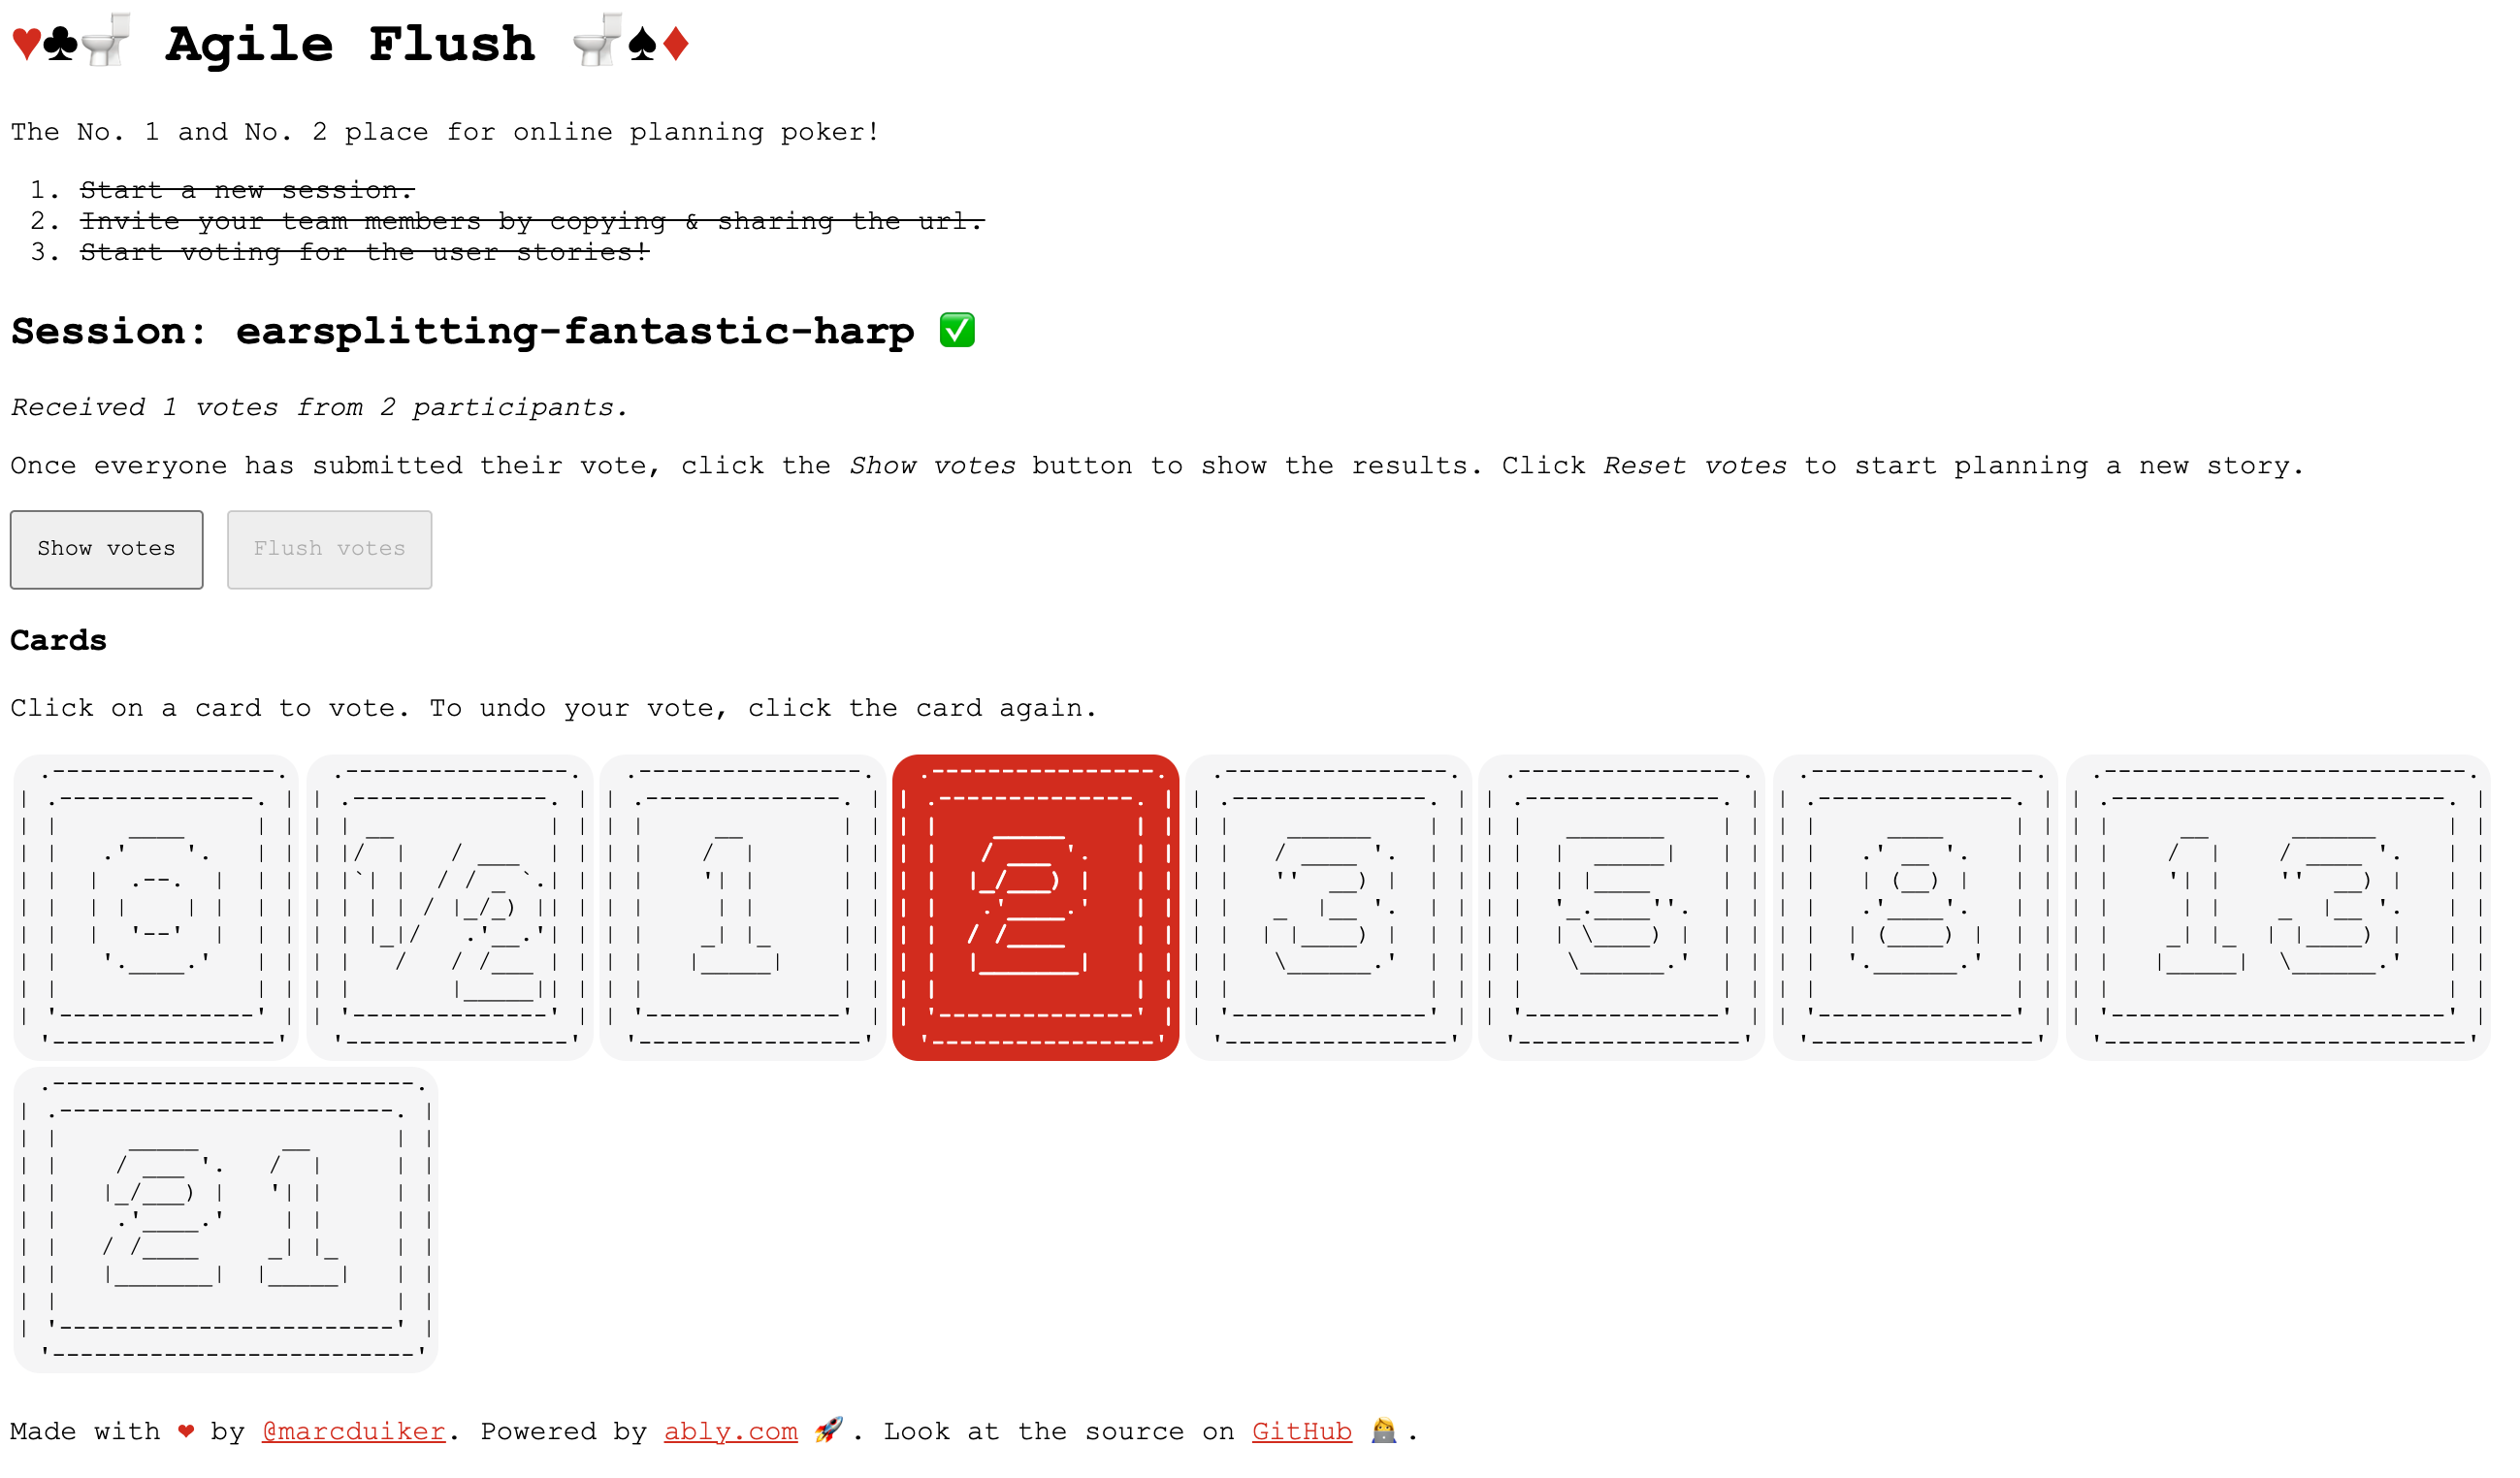 ♥♣🚽 Agile Flush 🚽♠♦
The No. 1 and No. 2 place for online planning poker!
1. Start a new session.
2. Invite your team members by copying & sharing the url.
3. Start voting for the user stories!
Session: earsplitting-fantastic-harp ✅
Received 1 votes from 2 participants.
Once everyone has submitted their vote, click the Show votes button to show the results. Click Reset votes to start planning a new story.
Show votes Flush votes
Cards
Click on a card to vote. To undo your vote, click the card again.
0 ½ 1 2 3 5 8 13
21
Made with ❤ by @marcduiker. Powered by ably.com 🚀. Look at the source on GitHub 👩‍💻.